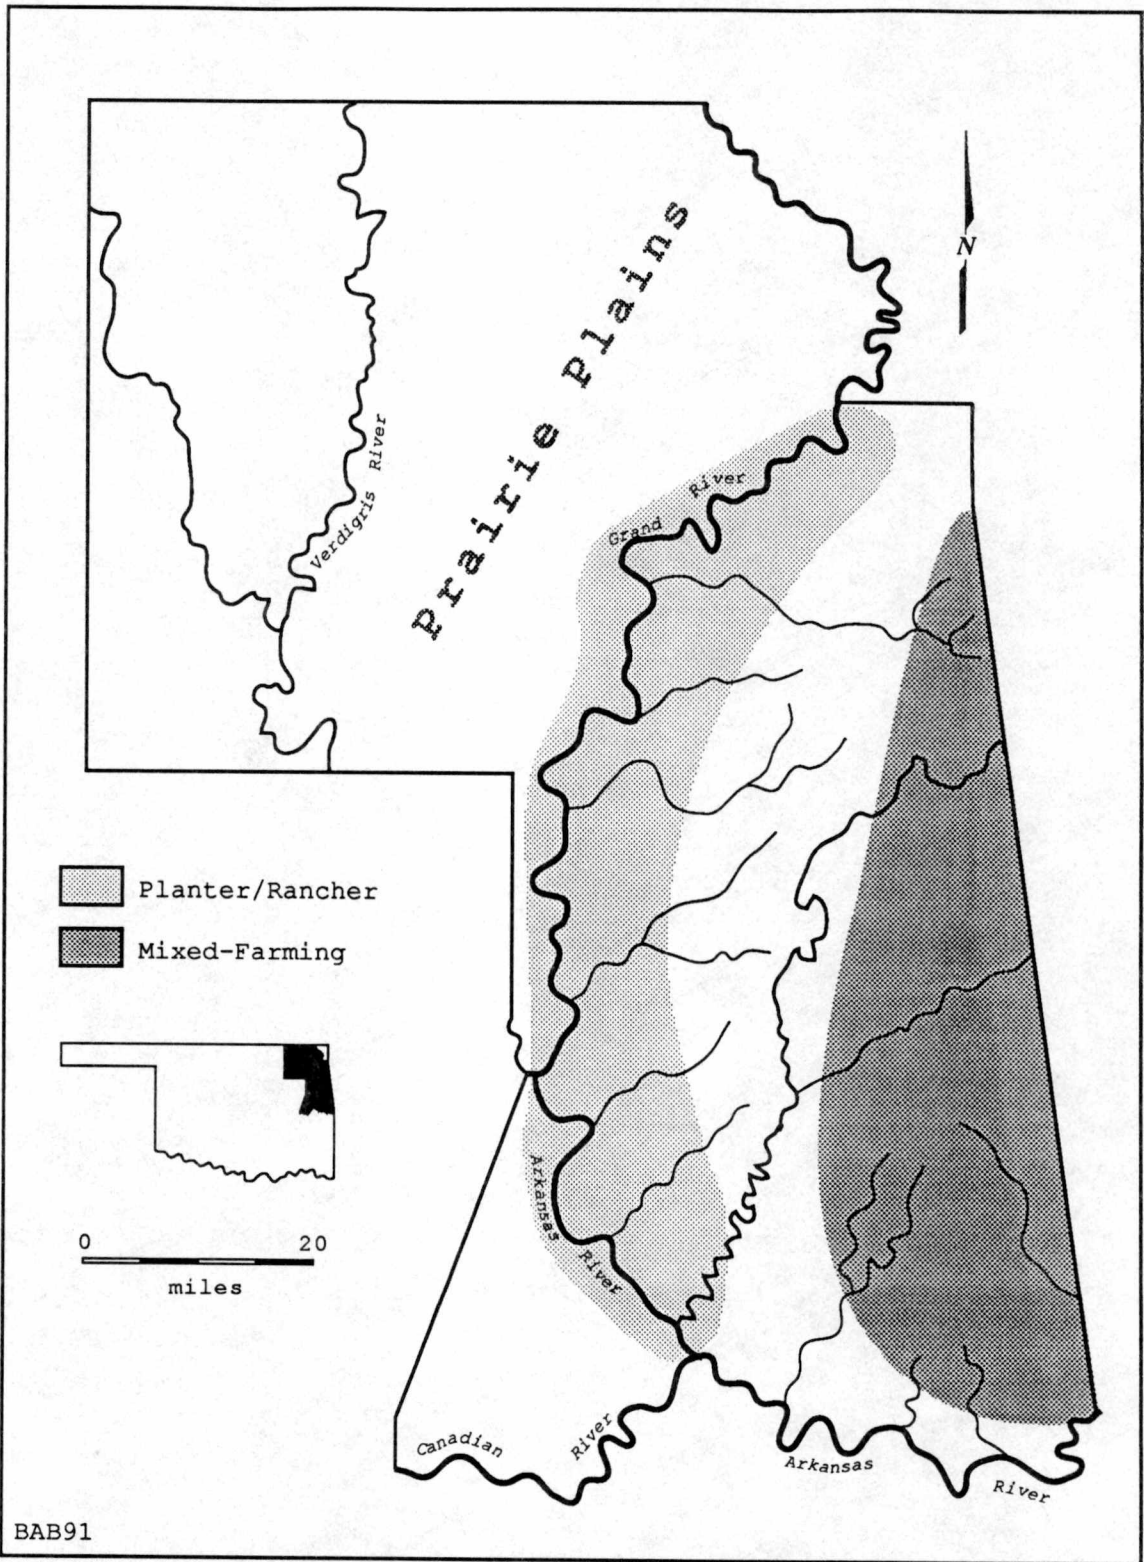 N
Prairie Plains
Verdigris River
Grand River
Planter/Rancher
Mixed-Farming
0 20
miles
Arkansas River
Canadian River
Arkansas River
BAB91